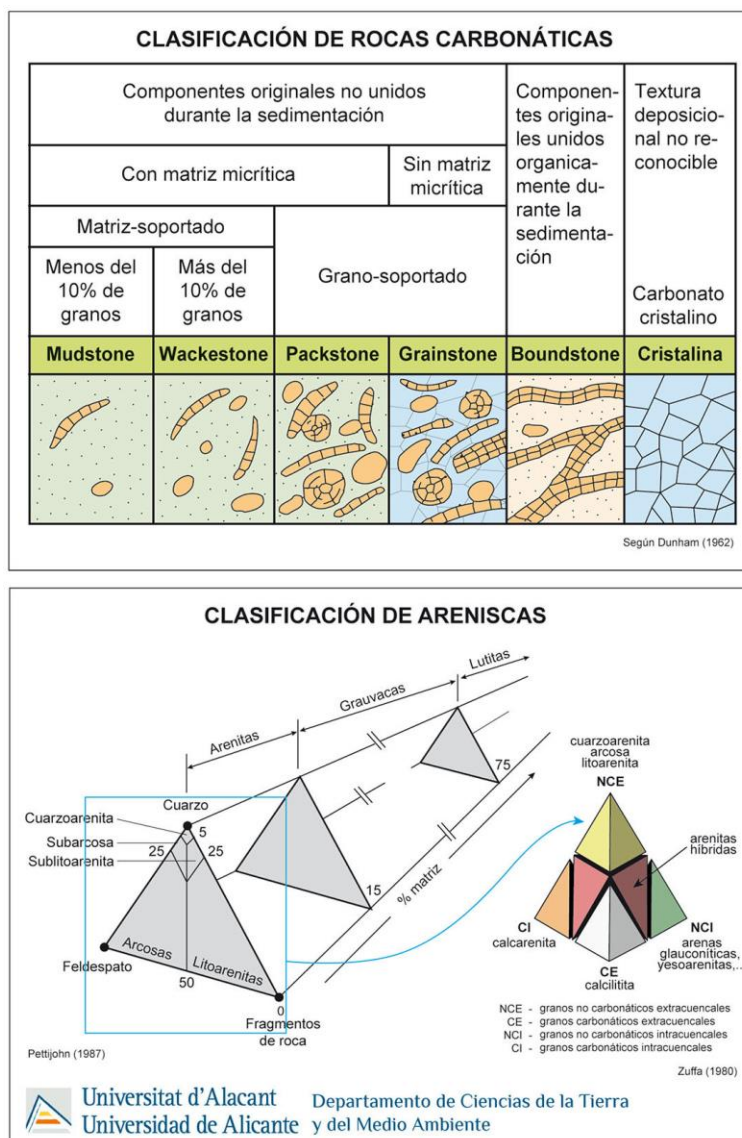 CLASIFICACIÓN DE ROCAS CARBONÁTICAS
Componentes originales no unidos
durante la sedimentación
Componen-
tes origina-
les unidos
organica-
mente du-
rante la
sedimenta-
ción
Textura
deposicio-
nal no re-
conocible
Con matriz micrítica
Sin matriz
micrítica
Matriz-soportado
Menos del
10% de
granos
Más del
10% de
granos
Grano-soportado
Carbonato
cristalino
Mudstone
Wackestone
Packstone
Grainstone
Boundstone
Cristalina
Según Dunham (1962)
CLASIFICACIÓN DE ARENISCAS
Lutitas
Grauvacas
Arenitas
75
15
% matriz
Cuarzo
Cuarzoarenita
5
Subarcosa
25
25
Sublitoarenita
Arcosas
Litoarenitas
Feldespato
50
0
Fragmentos
de roca
Pettijohn (1987)
cuarzoarenita
arcosa
litoarenita
NCE
arenitas
híbridas
CI
calcarenita
NCI
arenas
glauconíticas,
yesoarenitas,...
CE
calcilitita
NCE - granos no carbonáticos extracuencales
CE - granos carbonáticos extracuencales
NCI - granos no carbonáticos intracuencales
CI - granos carbonáticos intracuencales
Zuffa (1980)
Universitat d'Alacant
Universidad de Alicante
Departamento de Ciencias de la Tierra
y del Medio Ambiente